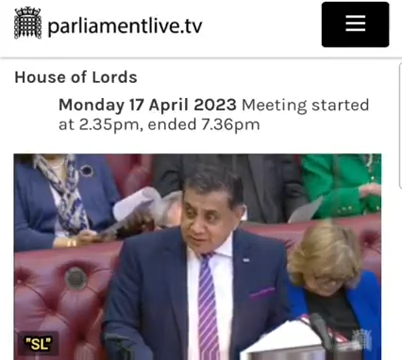 parliamentlive.tv
House of Lords
Monday 17 April 2023 Meeting started
at 2.35pm, ended 7.36pm
"SL"